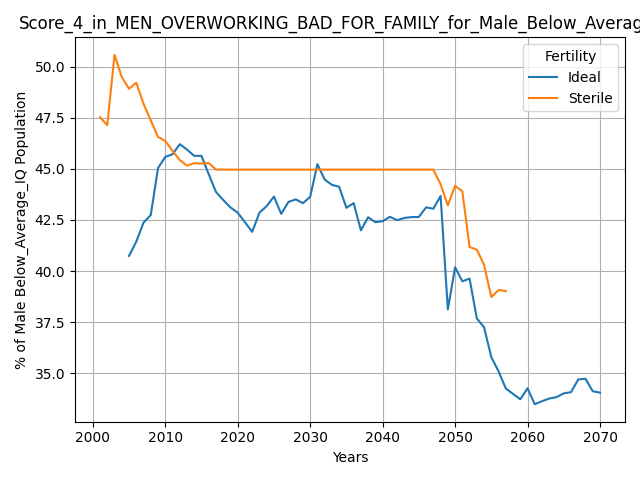 Score_4_in_MEN_OVERWORKING_BAD_FOR_FAMILY_for_Male_Below_Averag
Fertility
Ideal
Sterile
% of Male Below_Average_IQ Population
50.0
47.5
45.0
42.5
40.0
37.5
35.0
2000 2010 2020 2030 2040 2050 2060 2070
Years